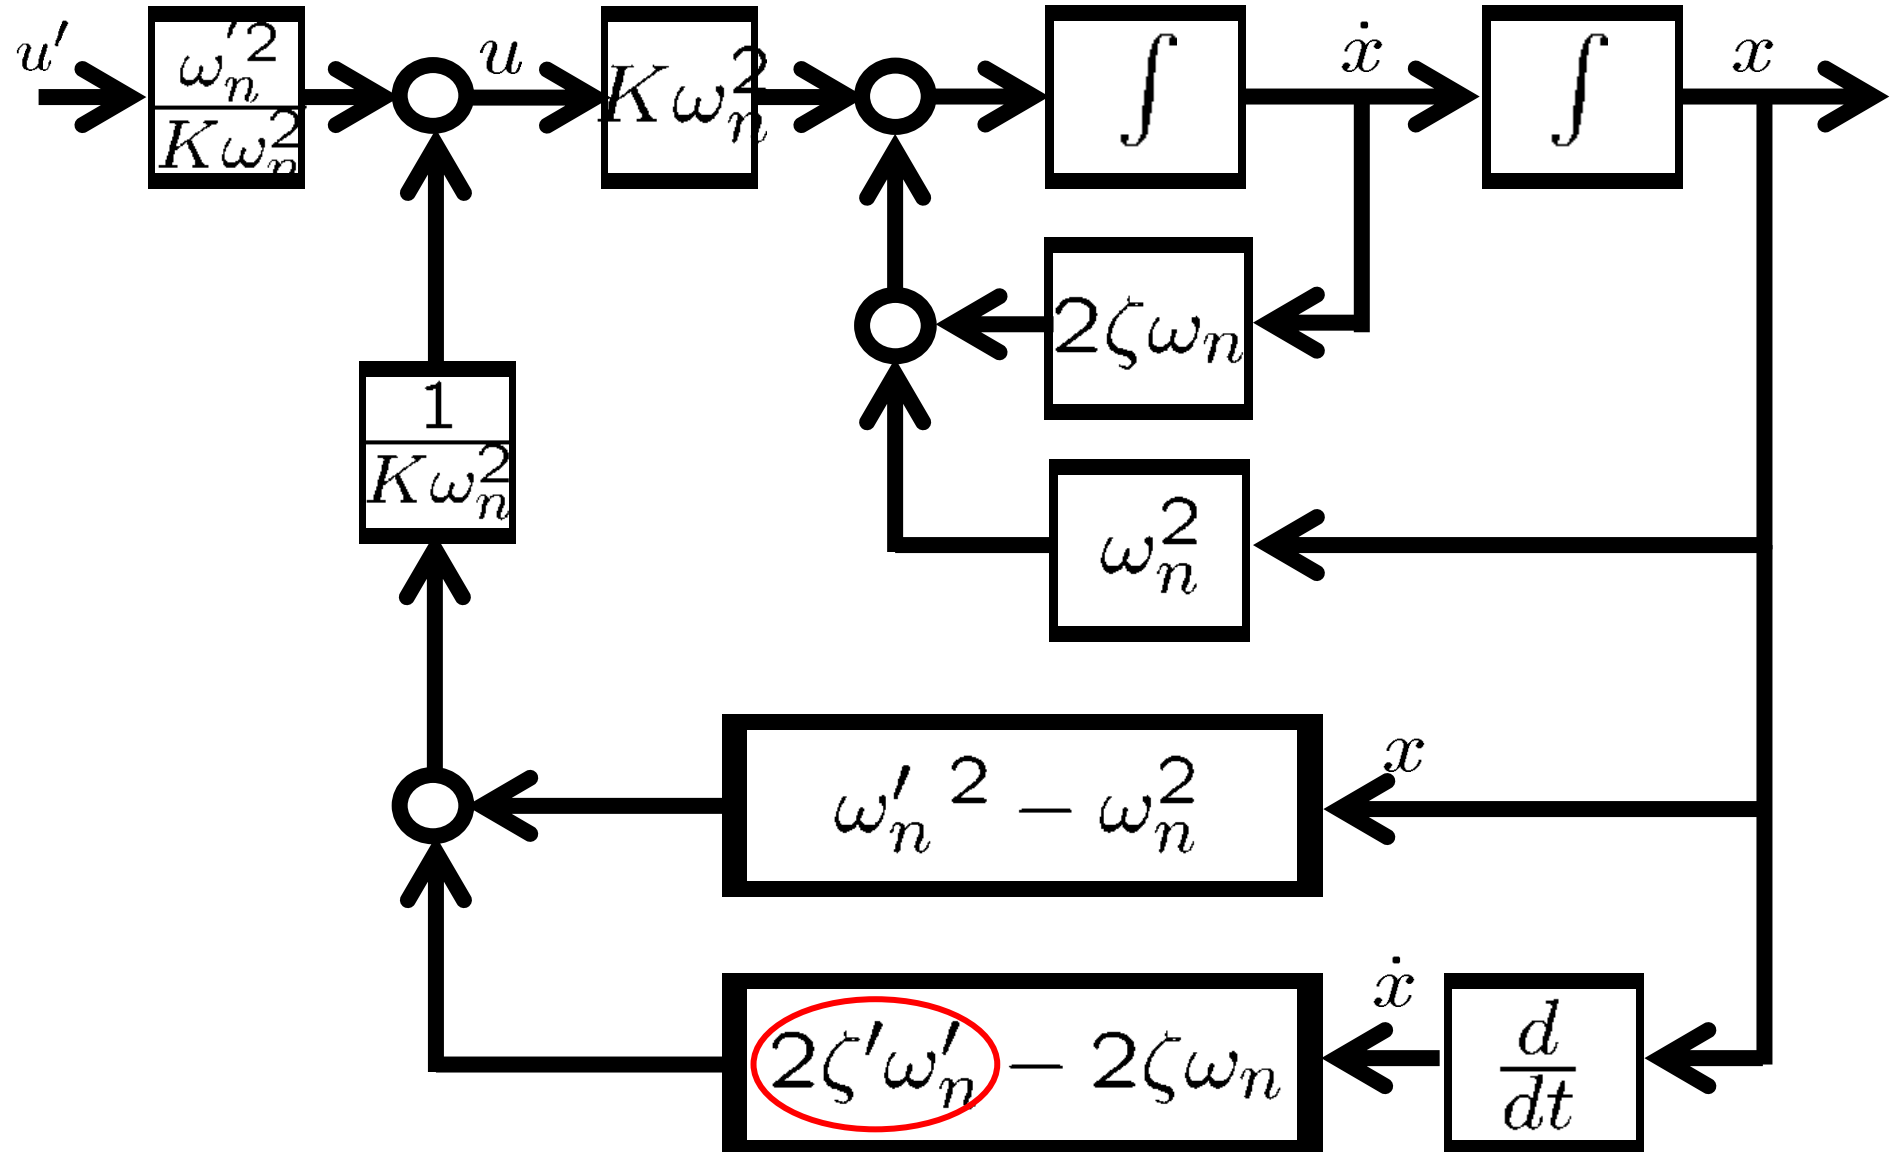 u′
ω′n²/Kωn²
u
Kωn²
∫
ẋ
∫
x
2ζωn
1/Kωn²
ωn²
x
ω′n² − ωn²
ẋ
2ζ′ω′n − 2ζωn
d/dt